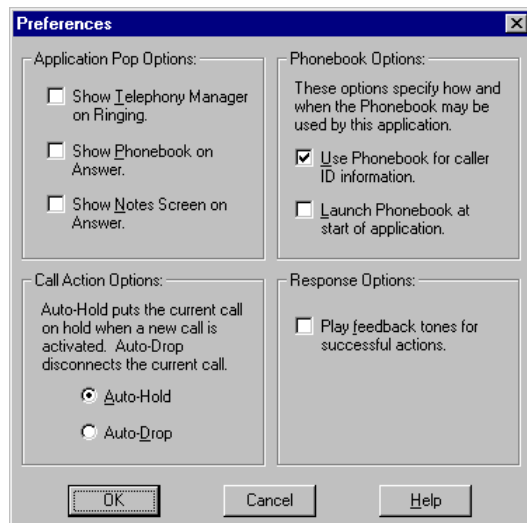 Preferences
Application Pop Options:
Show Telephony Manager
on Ringing.
Show Phonebook on
Answer.
Show Notes Screen on
Answer.
Phonebook Options:
These options specify how and
when the Phonebook may be
used by this application.
Use Phonebook for caller
ID information.
Launch Phonebook at
start of application.
Call Action Options:
Auto-Hold puts the current call
on hold when a new call is
activated.  Auto-Drop
disconnects the current call.
Auto-Hold
Auto-Drop
Response Options:
Play feedback tones for
successful actions.
OK
Cancel
Help